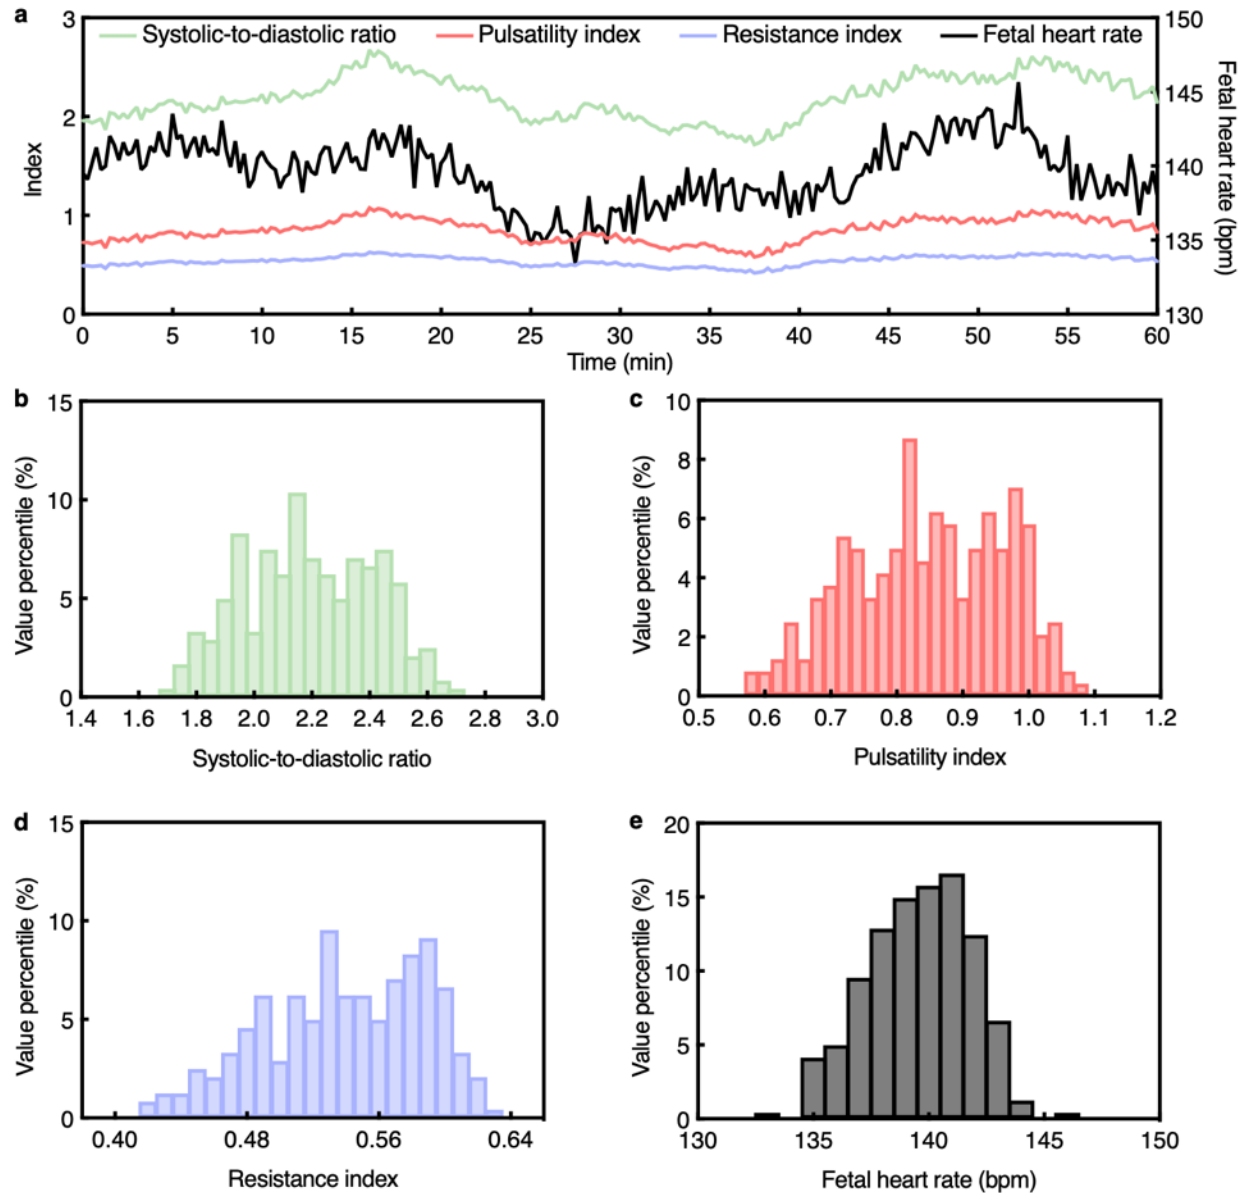 a
3
150
Systolic-to-diastolic ratio
Pulsatility index
Resistance index
Fetal heart rate
2
1
0
Index
145
140
135
130
Fetal heart rate (bpm)
0 5 10 15 20 25 30 35 40 45 50 55 60
Time (min)
b
15
10
5
0
Value percentile (%)
1.4 1.6 1.8 2.0 2.2 2.4 2.6 2.8 3.0
Systolic-to-diastolic ratio
c
10
8
6
4
2
0
Value percentile (%)
0.5 0.6 0.7 0.8 0.9 1.0 1.1 1.2
Pulsatility index
d
15
10
5
0
Value percentile (%)
0.40 0.48 0.56 0.64
Resistance index
e
20
15
10
5
0
Value percentile (%)
130 135 140 145 150
Fetal heart rate (bpm)